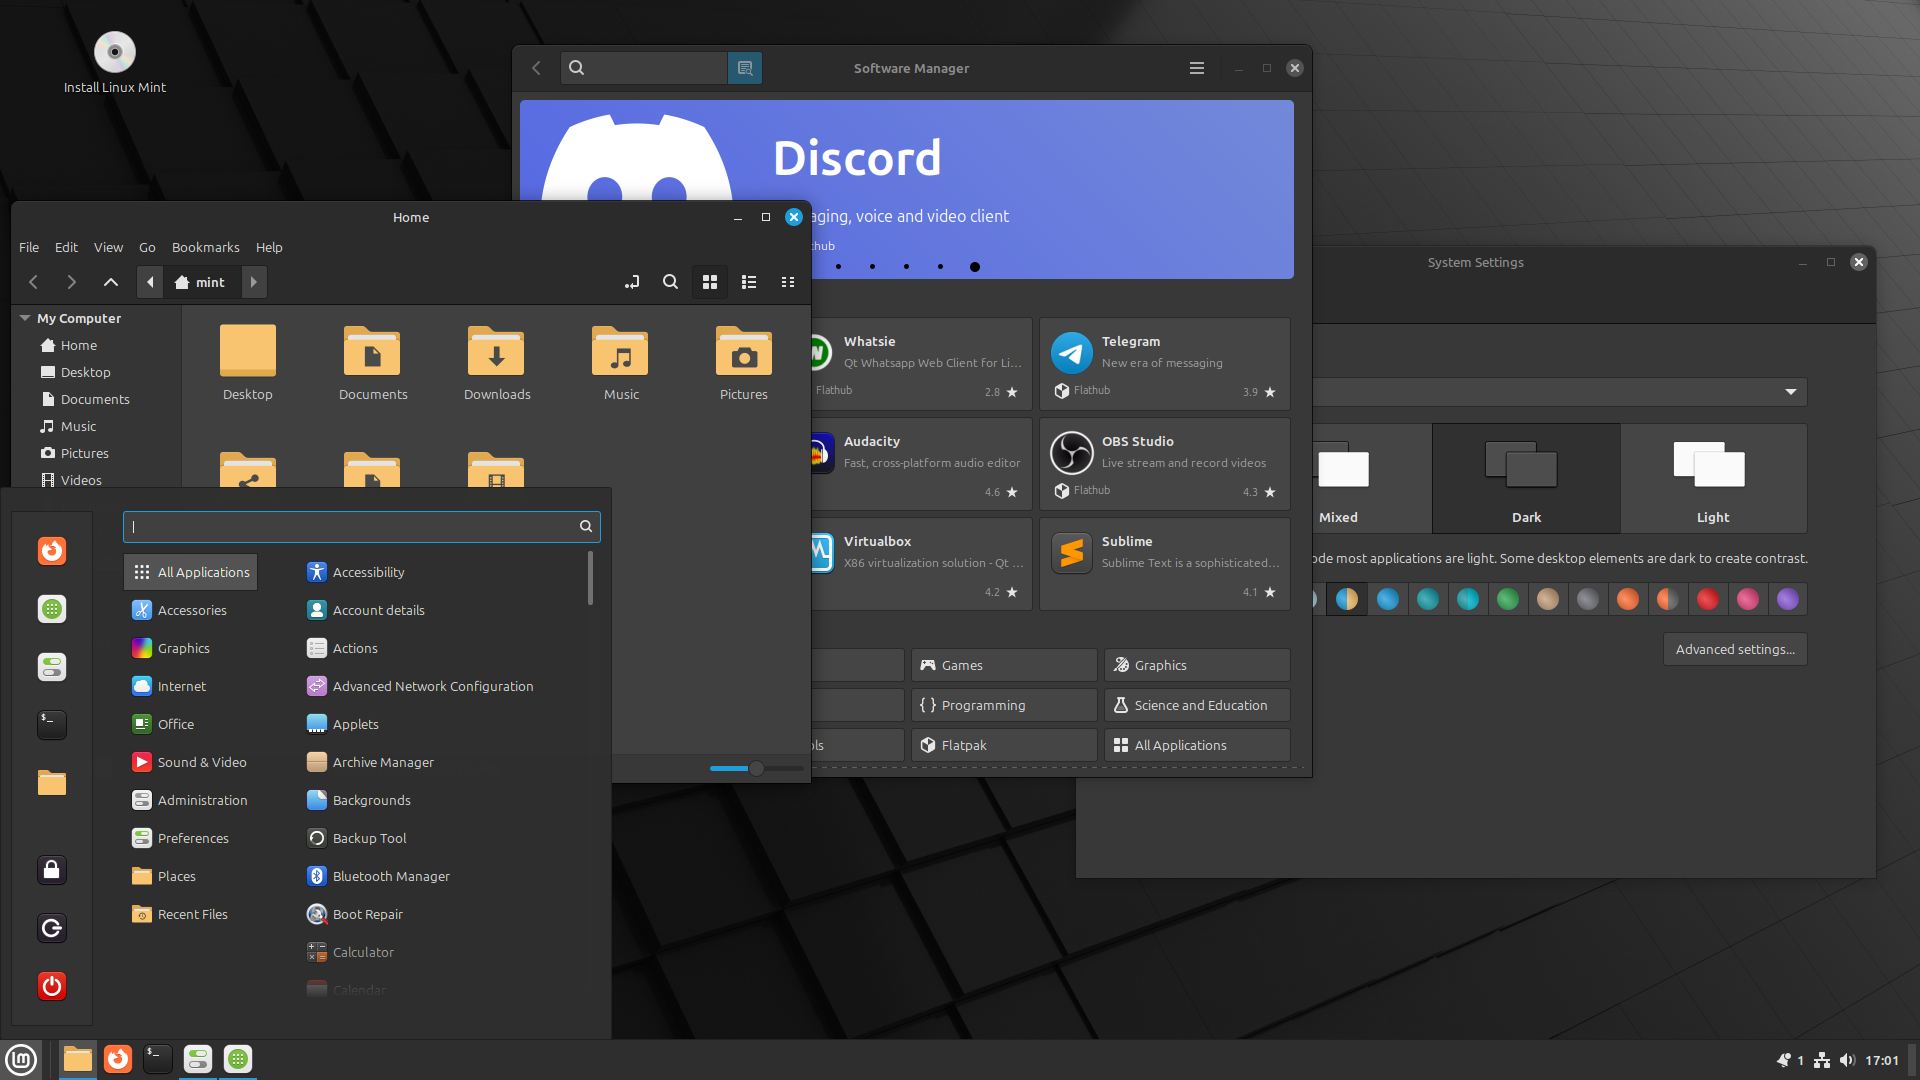 Install Linux Mint
Software Manager
Discord
aging, voice and video client
thub
Whatsie
Qt Whatsapp Web Client for Li...
Flathub
2.8
Telegram
New era of messaging
Flathub
3.9
Audacity
Fast, cross-platform audio editor
4.6
OBS Studio
Live stream and record videos
Flathub
4.3
Virtualbox
X86 virtualization solution - Qt ...
4.2
Sublime
Sublime Text is a sophisticated...
4.1
Games
Graphics
Programming
Science and Education
ols
Flatpak
All Applications
System Settings
Mixed
Dark
Light
ode most applications are light. Some desktop elements are dark to create contrast.
Advanced settings...
Home
File Edit View Go Bookmarks Help
mint
My Computer
Home
Desktop
Documents
Music
Pictures
Videos
Desktop
Documents
Downloads
Music
Pictures
All Applications
Accessories
Graphics
Internet
Office
Sound & Video
Administration
Preferences
Places
Recent Files
Accessibility
Account details
Actions
Advanced Network Configuration
Applets
Archive Manager
Backgrounds
Backup Tool
Bluetooth Manager
Boot Repair
Calculator
Calendar
1
17:01